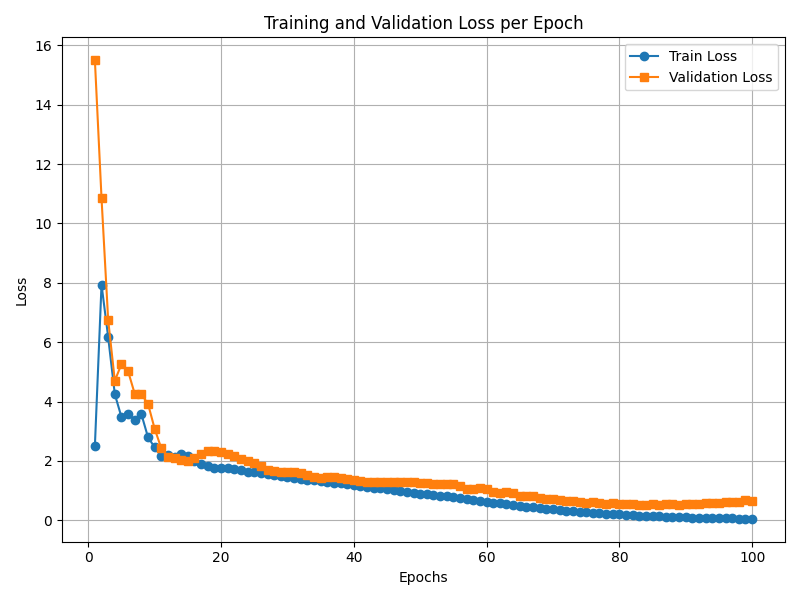 Training and Validation Loss per Epoch
Train Loss
Validation Loss
16
14
12
10
8
6
4
2
0
Loss
0 20 40 60 80 100
Epochs